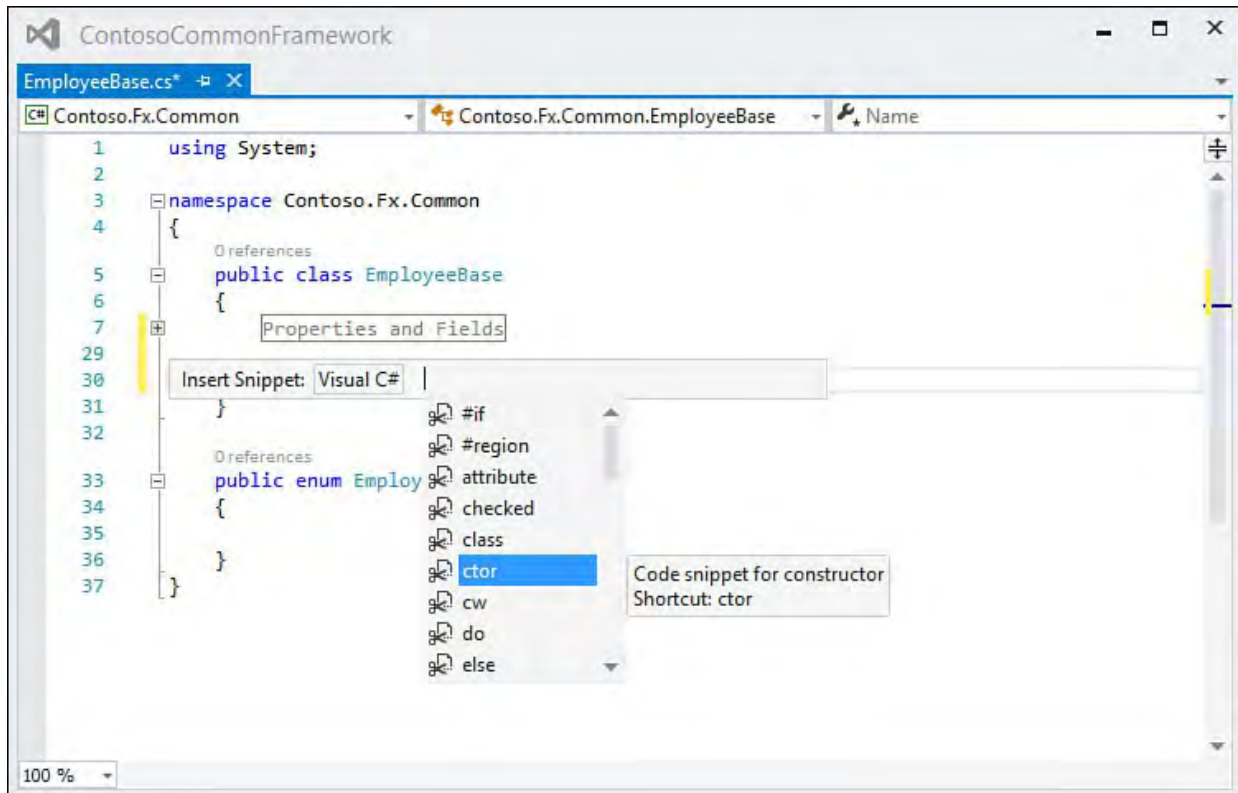 ContosoCommonFramework
EmployeeBase.cs*
C# Contoso.Fx.Common Contoso.Fx.Common.EmployeeBase Name
1 using System;
2
3 namespace Contoso.Fx.Common
4 {
0 references
5 public class EmployeeBase
6 {
7 Properties and Fields
29
30 Insert Snippet: Visual C#
31 }
#if
32
#region
0 references
33 public enum Employ
attribute
34 {
checked
35
class
36 }
ctor
Code snippet for constructor
37 }
Shortcut: ctor
cw
do
else
100 %